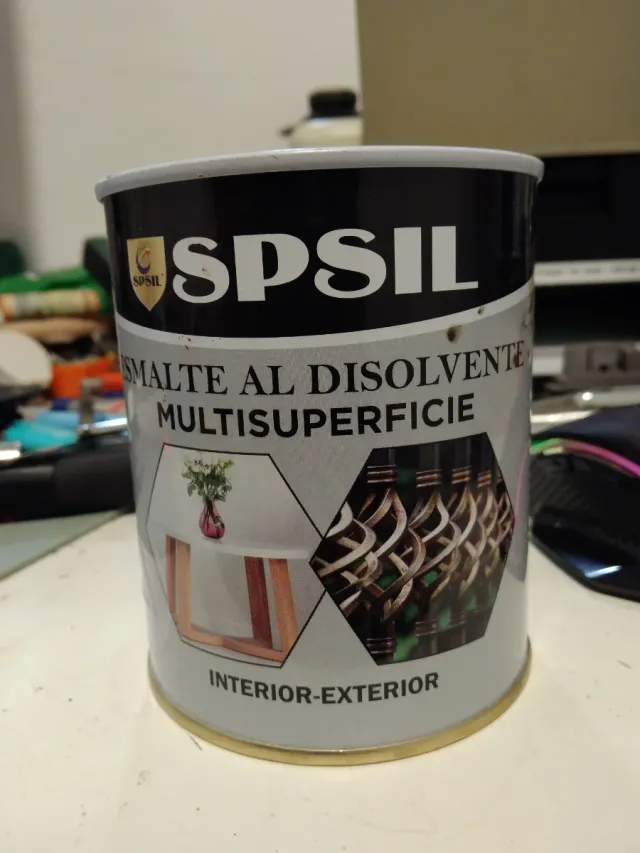 SPSIL
SPSIL
ESMALTE AL DISOLVENTE
MULTISUPERFICIE
INTERIOR-EXTERIOR